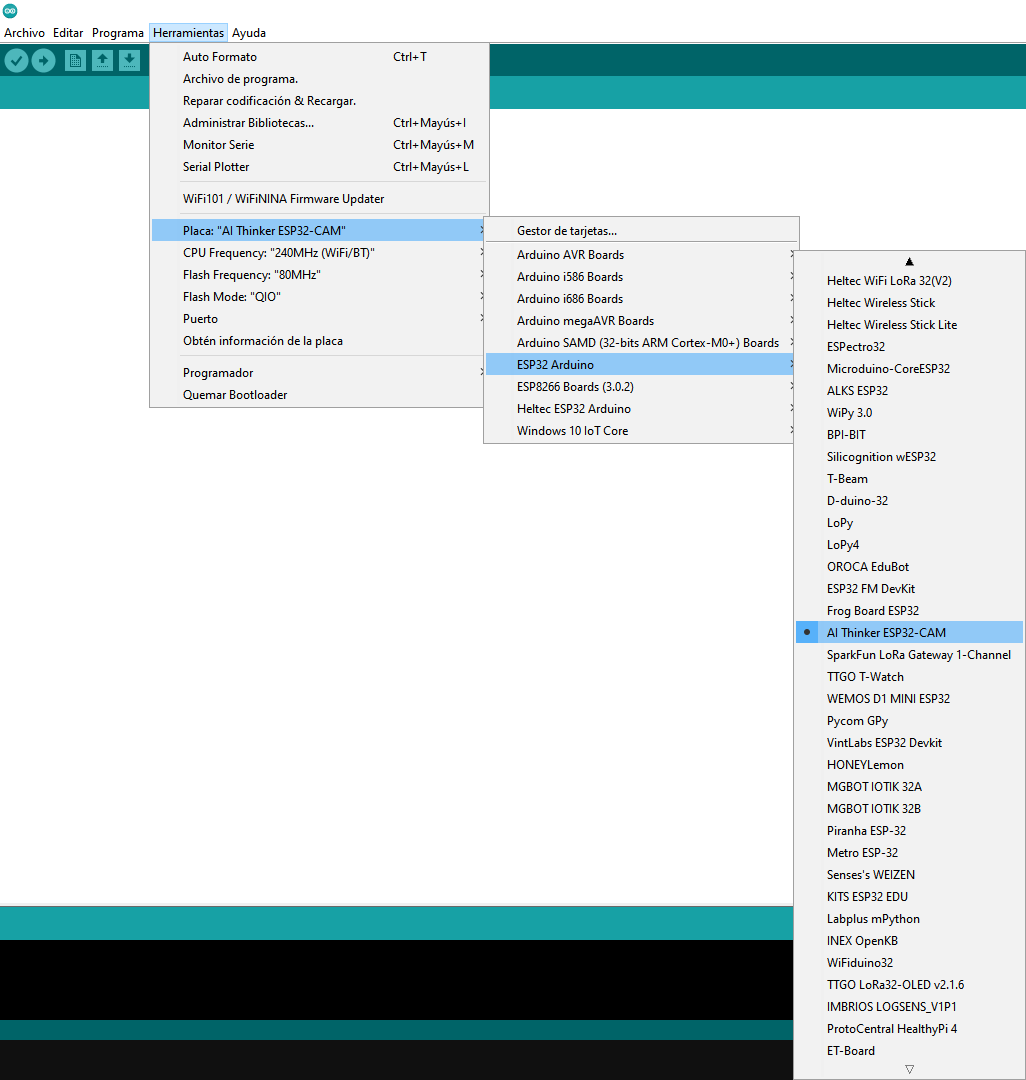 Archivo Editar Programa Herramientas Ayuda
Auto Formato Ctrl+T
Archivo de programa.
Reparar codificación & Recargar.
Administrar Bibliotecas... Ctrl+Mayús+I
Monitor Serie Ctrl+Mayús+M
Serial Plotter Ctrl+Mayús+L
WiFi101 / WiFiNINA Firmware Updater
Placa: "AI Thinker ESP32-CAM"
CPU Frequency: "240MHz (WiFi/BT)"
Flash Frequency: "80MHz"
Flash Mode: "QIO"
Puerto
Obtén información de la placa
Programador
Quemar Bootloader
Gestor de tarjetas...
Arduino AVR Boards
Arduino i586 Boards
Arduino i686 Boards
Arduino megaAVR Boards
Arduino SAMD (32-bits ARM Cortex-M0+) Boards
ESP32 Arduino
ESP8266 Boards (3.0.2)
Heltec ESP32 Arduino
Windows 10 IoT Core
Heltec WiFi LoRa 32(V2)
Heltec Wireless Stick
Heltec Wireless Stick Lite
ESPectro32
Microduino-CoreESP32
ALKS ESP32
WiPy 3.0
BPI-BIT
Silicognition wESP32
T-Beam
D-duino-32
LoPy
LoPy4
OROCA EduBot
ESP32 FM DevKit
Frog Board ESP32
AI Thinker ESP32-CAM
SparkFun LoRa Gateway 1-Channel
TTGO T-Watch
WEMOS D1 MINI ESP32
Pycom GPy
VintLabs ESP32 Devkit
HONEYLemon
MGBOT IOTIK 32A
MGBOT IOTIK 32B
Piranha ESP-32
Metro ESP-32
Senses's WEIZEN
KITS ESP32 EDU
Labplus mPython
INEX OpenKB
WiFiduino32
TTGO LoRa32-OLED v2.1.6
IMBRIOS LOGSENS_V1P1
ProtoCentral HealthyPi 4
ET-Board